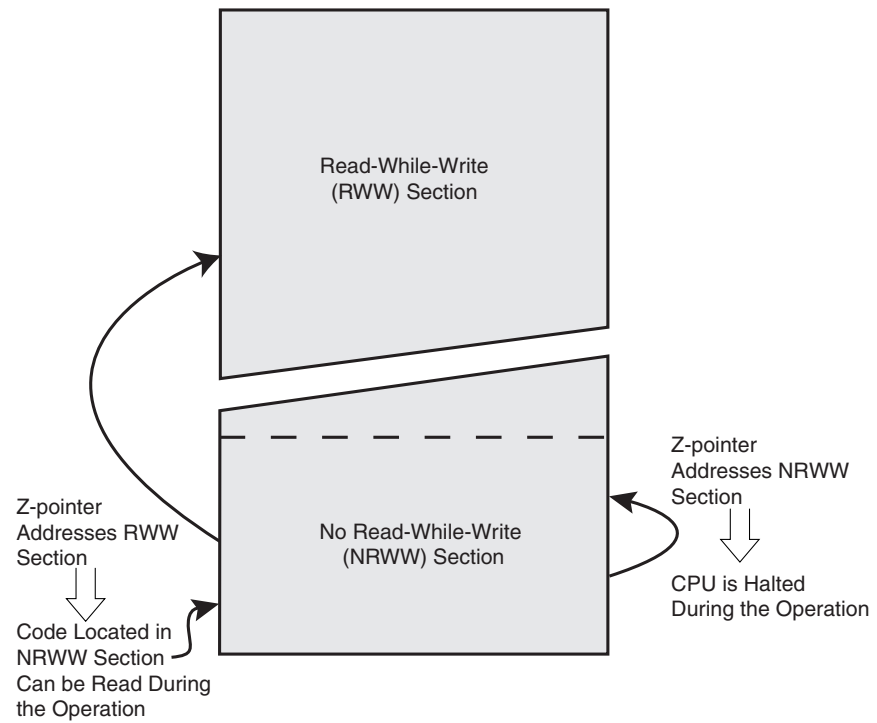 Read-While-Write
(RWW) Section
Z-pointer
Addresses NRWW
Section
CPU is Halted
During the Operation
No Read-While-Write
(NRWW) Section
Z-pointer
Addresses RWW
Section
Code Located in
NRWW Section
Can be Read During
the Operation